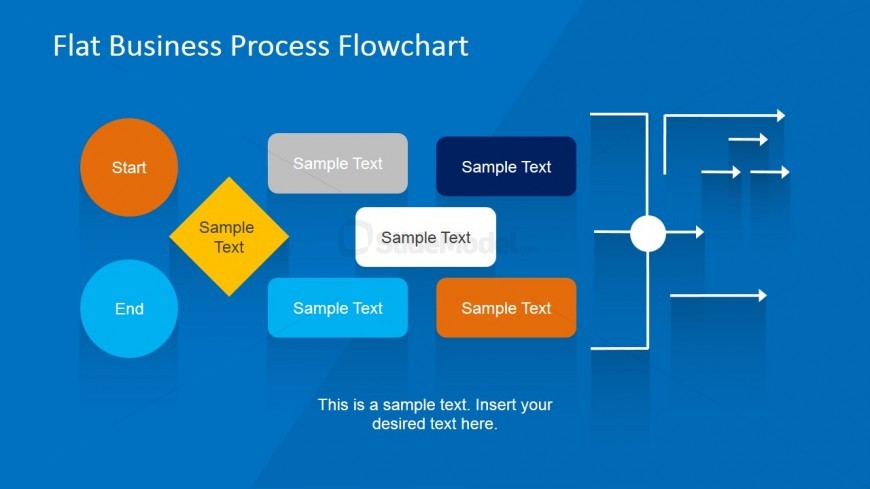 Flat Business Process Flowchart
Start
Sample Text
Sample Text
Sample
Text
Sample Text
End
Sample Text
Sample Text
This is a sample text. Insert your
desired text here.